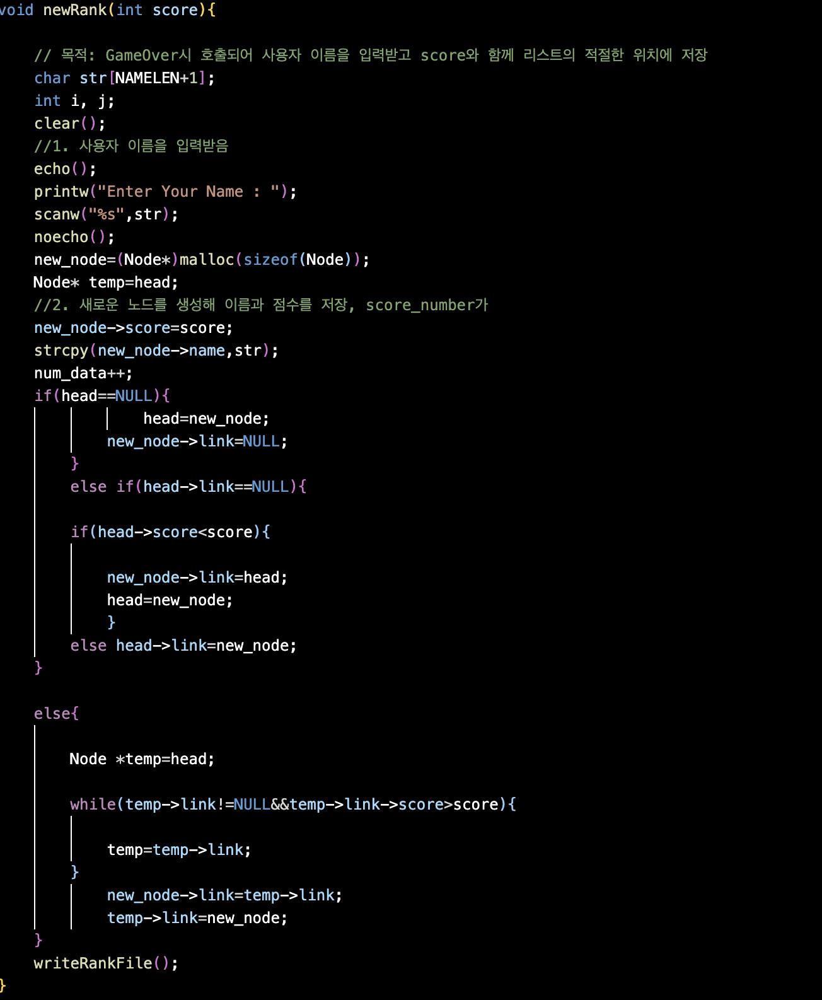 void newRank(int score){
// 목적: GameOver시 호출되어 사용자 이름을 입력받고 score와 함께 리스트의 적절한 위치에 저장
char str[NAMELEN+1];
int i, j;
clear();
//1. 사용자 이름을 입력받음
echo();
printw("Enter Your Name : ");
scanw("%s",str);
noecho();
new_node=(Node*)malloc(sizeof(Node));
Node* temp=head;
//2. 새로운 노드를 생성해 이름과 점수를 저장, score_number가
new_node->score=score;
strcpy(new_node->name,str);
num_data++;
if(head==NULL){
head=new_node;
new_node->link=NULL;
}
else if(head->link==NULL){
if(head->score<score){
new_node->link=head;
head=new_node;
}
else head->link=new_node;
}
else{
Node *temp=head;
while(temp->link!=NULL&&temp->link->score>score){
temp=temp->link;
}
new_node->link=temp->link;
temp->link=new_node;
}
writeRankFile();
}